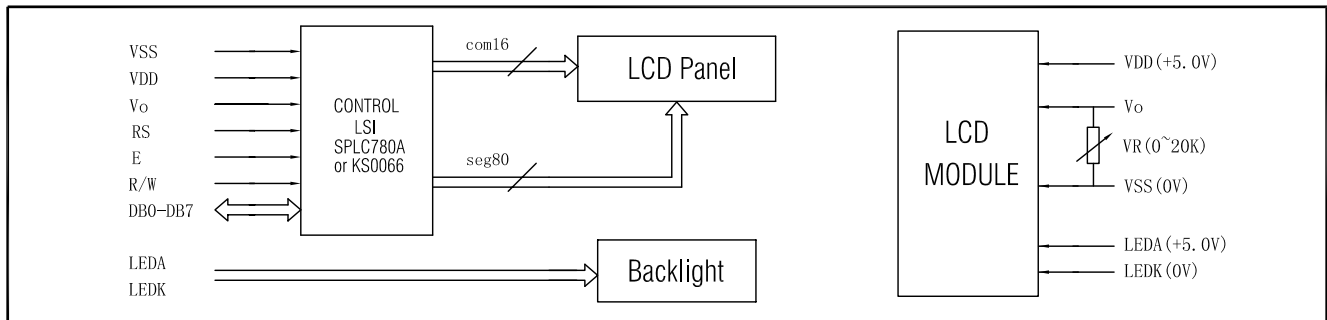 VSS
VDD
Vo
RS
E
R/W
DB0-DB7
LEDA
LEDK
CONTROL
LSI
SPLC780A
or KS0066
com16
seg80
LCD Panel
Backlight
LCD
MODULE
VDD(+5.0V)
Vo
VR(0~20K)
VSS(0V)
LEDA(+5.0V)
LEDK(0V)